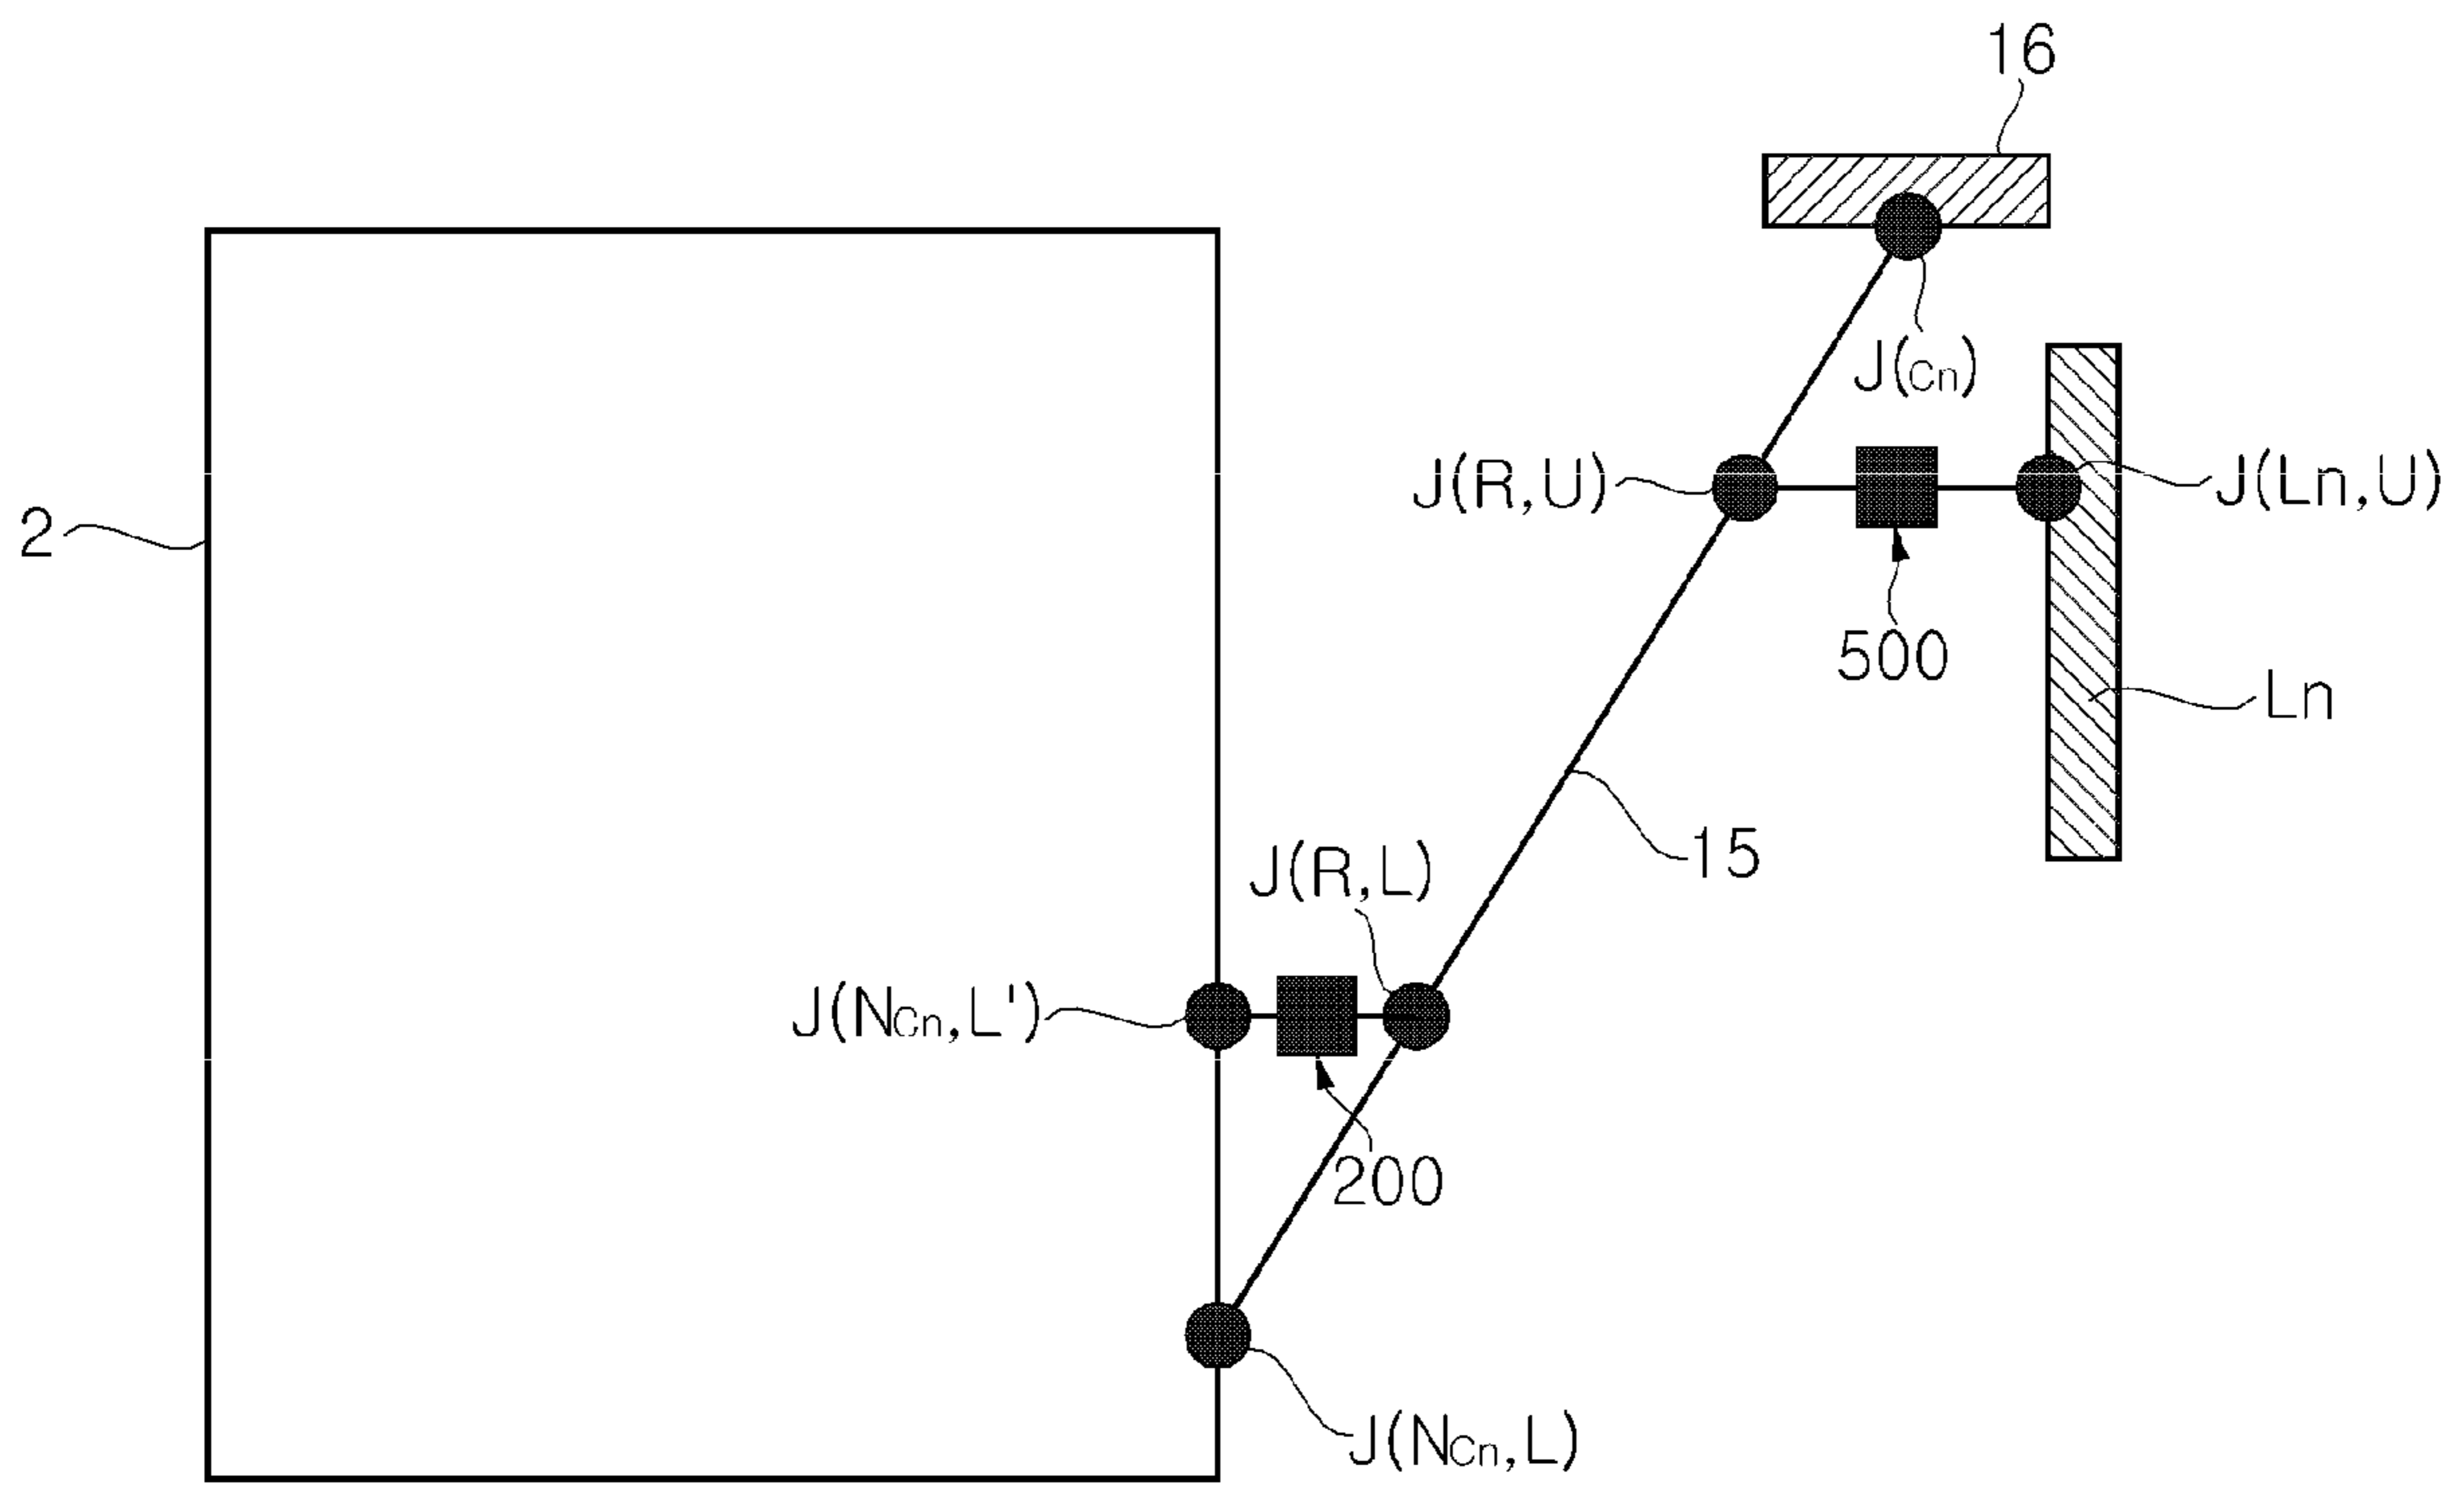 16
J(Cn)
J(R,U)
J(Ln,U)
2
500
Ln
15
J(R,L)
J(NCn,L')
200
J(NCn,L)